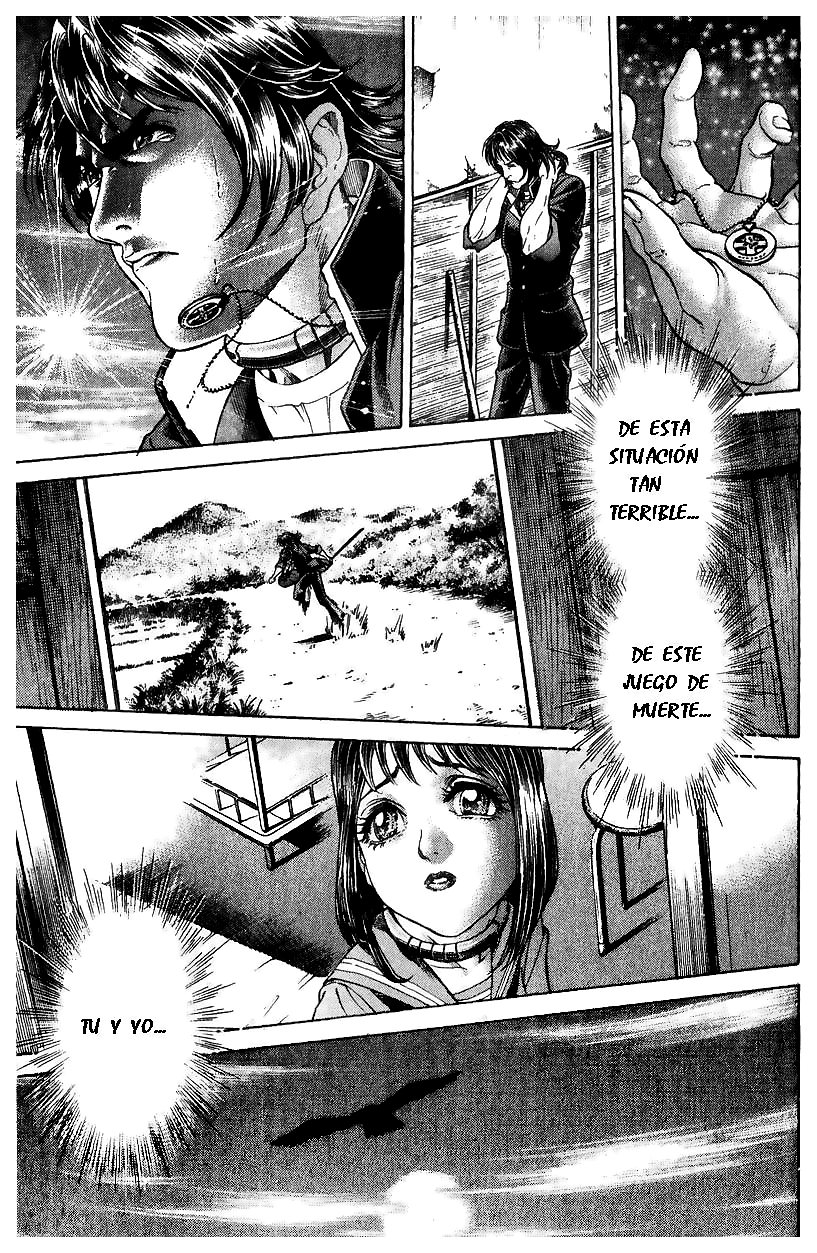 DE ESTA
SITUACIÓN
TAN
TERRIBLE...
DE ESTE
JUEGO DE
MUERTE...
TU Y YO...